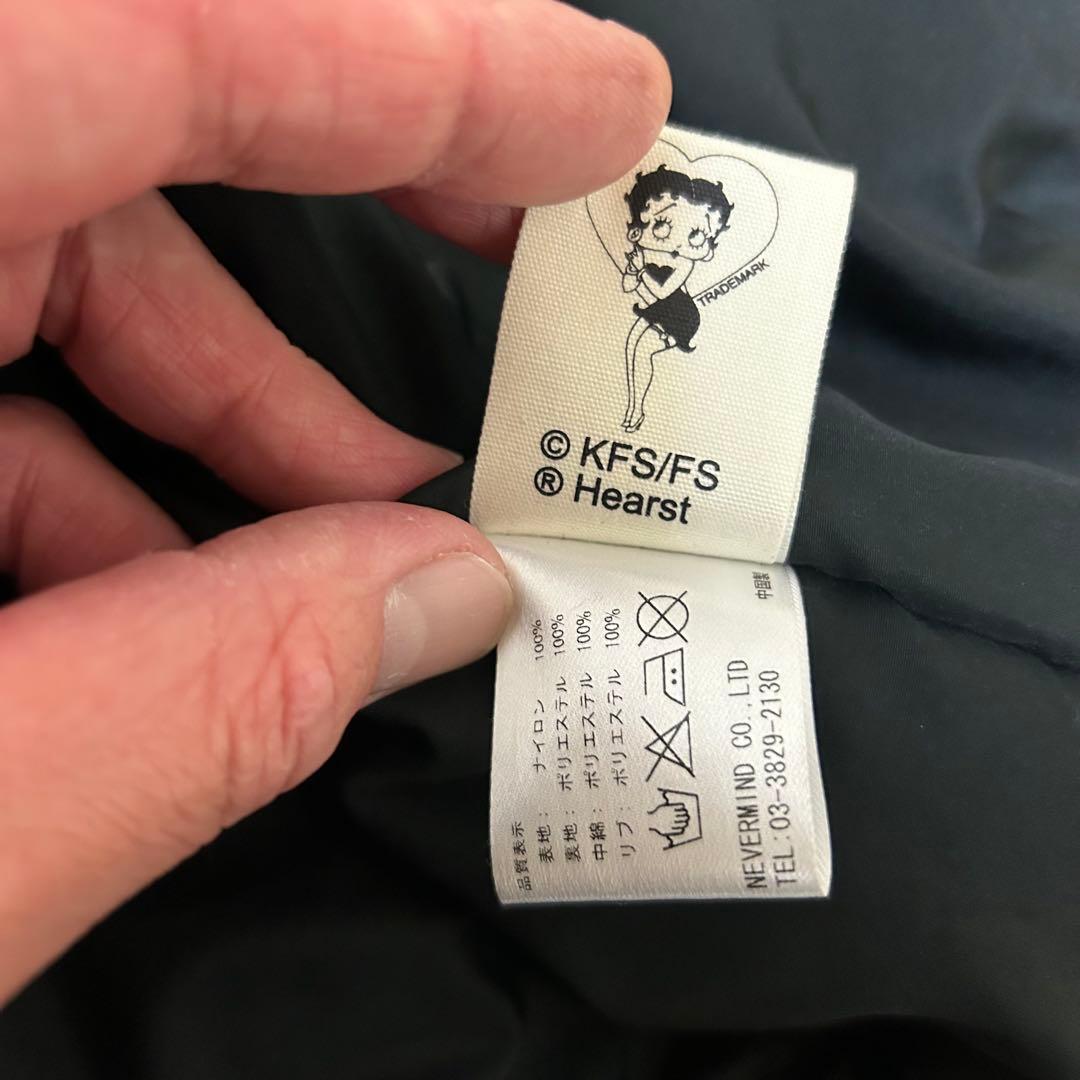 TRADEMARK
© KFS/FS
® Hearst
品質表示
表地: ナイロン 100%
裏地: ポリエステル 100%
中綿: ポリエステル 100%
リブ: ポリエステル 100%
NEVERMIND CO.,LTD
TEL:03-3829-2130
中国製